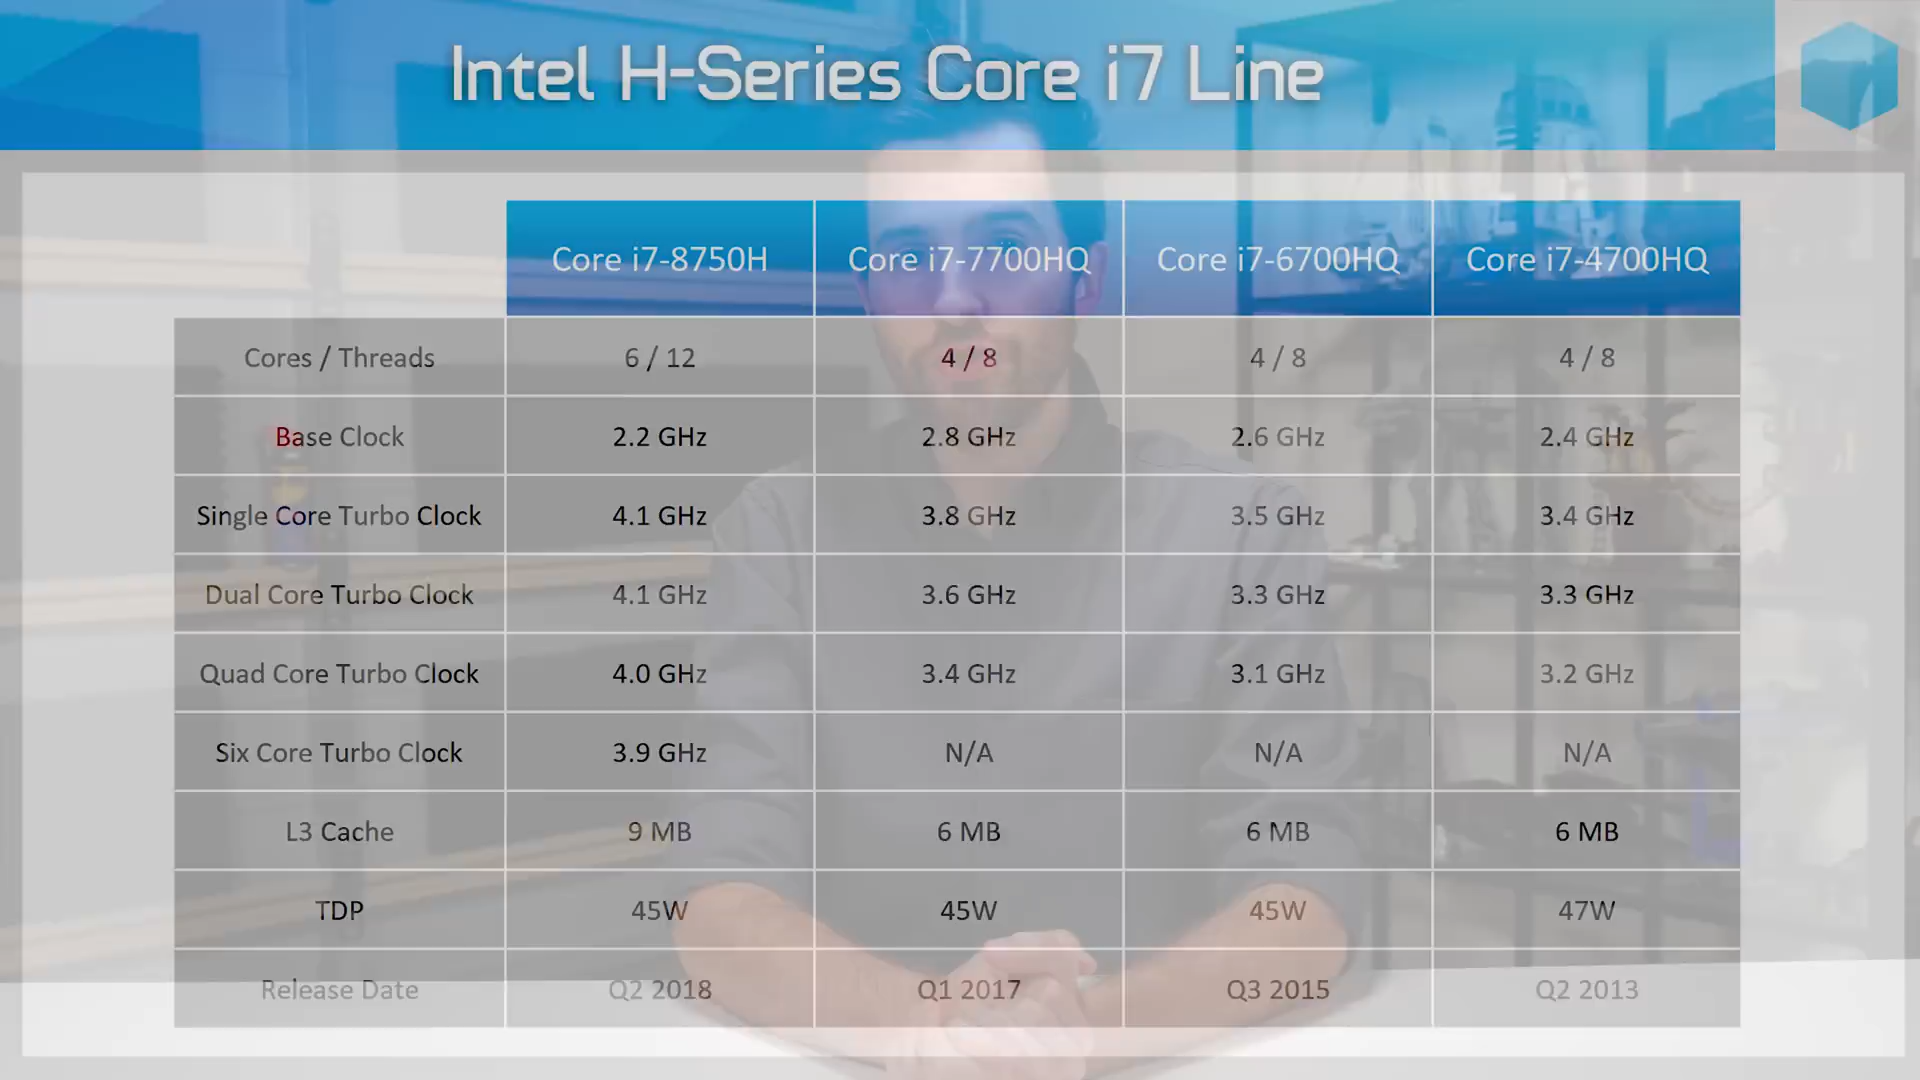 Intel H-Series Core i7 Line
Core i7-8750H Core i7-7700HQ Core i7-6700HQ Core i7-4700HQ
Cores / Threads 6 / 12 4 / 8 4 / 8 4 / 8
Base Clock 2.2 GHz 2.8 GHz 2.6 GHz 2.4 GHz
Single Core Turbo Clock 4.1 GHz 3.8 GHz 3.5 GHz 3.4 GHz
Dual Core Turbo Clock 4.1 GHz 3.6 GHz 3.3 GHz 3.3 GHz
Quad Core Turbo Clock 4.0 GHz 3.4 GHz 3.1 GHz 3.2 GHz
Six Core Turbo Clock 3.9 GHz N/A N/A N/A
L3 Cache 9 MB 6 MB 6 MB 6 MB
TDP 45W 45W 45W 47W
Release Date Q2 2018 Q1 2017 Q3 2015 Q2 2013